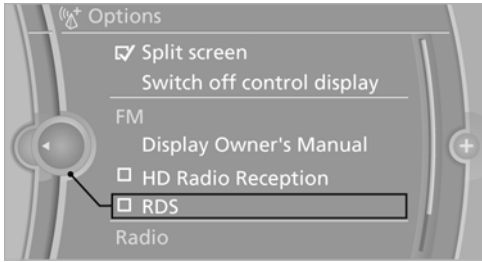 Options
Split screen
Switch off control display
FM
Display Owner's Manual
HD Radio Reception
RDS
Radio